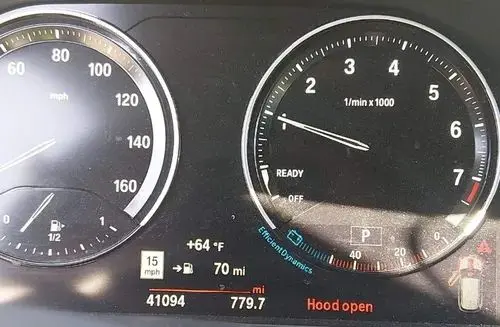 60 80 100 120 140 160
mph
0 1/2 1
1 2 3 4 5 6 7
1/min x 1000
READY
OFF
P
EfficientDynamics
40 20 0
+64 °F
15
mph
70 mi
mi
41094 779.7
Hood open